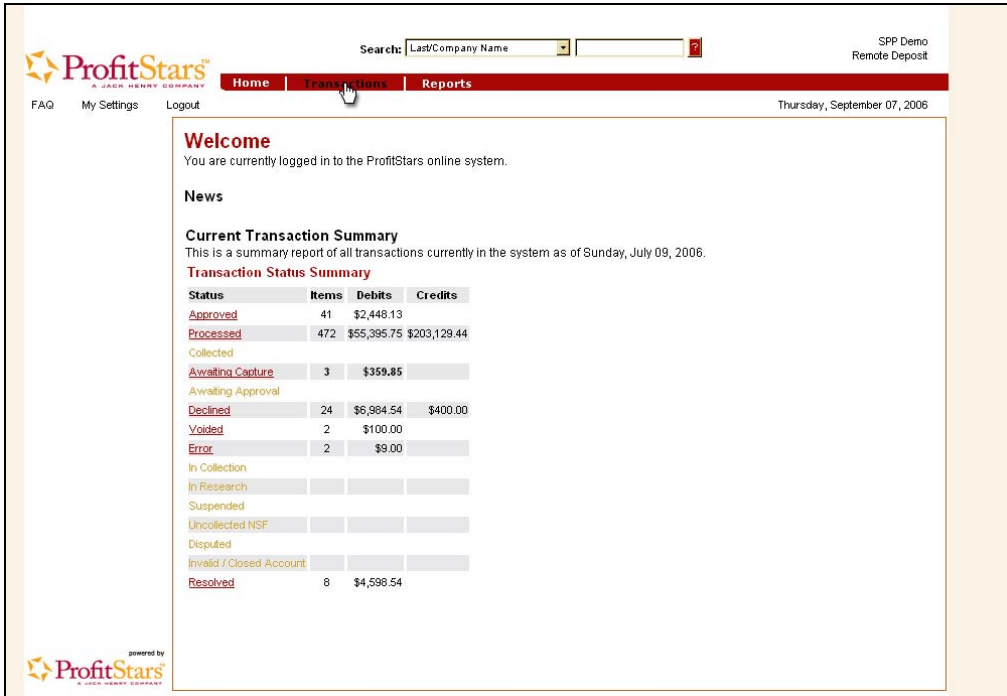 Search: Last/Company Name ?
SPP Demo
Remote Deposit
ProfitStars™
A JACK HENRY COMPANY
Home | Transactions | Reports
FAQ My Settings Logout Thursday, September 07, 2006
Welcome
You are currently logged in to the ProfitStars online system.
News
Current Transaction Summary
This is a summary report of all transactions currently in the system as of Sunday, July 09, 2006.
Transaction Status Summary
Status Items Debits Credits
Approved 41 $2,448.13
Processed 472 $55,395.75 $203,129.44
Collected
Awaiting Capture 3 $359.85
Awaiting Approval
Declined 24 $6,984.54 $400.00
Voided 2 $100.00
Error 2 $9.00
In Collection
In Research
Suspended
Uncollected NSF
Disputed
Invalid / Closed Account
Resolved 8 $4,598.54
powered by
ProfitStars
A JACK HENRY COMPANY